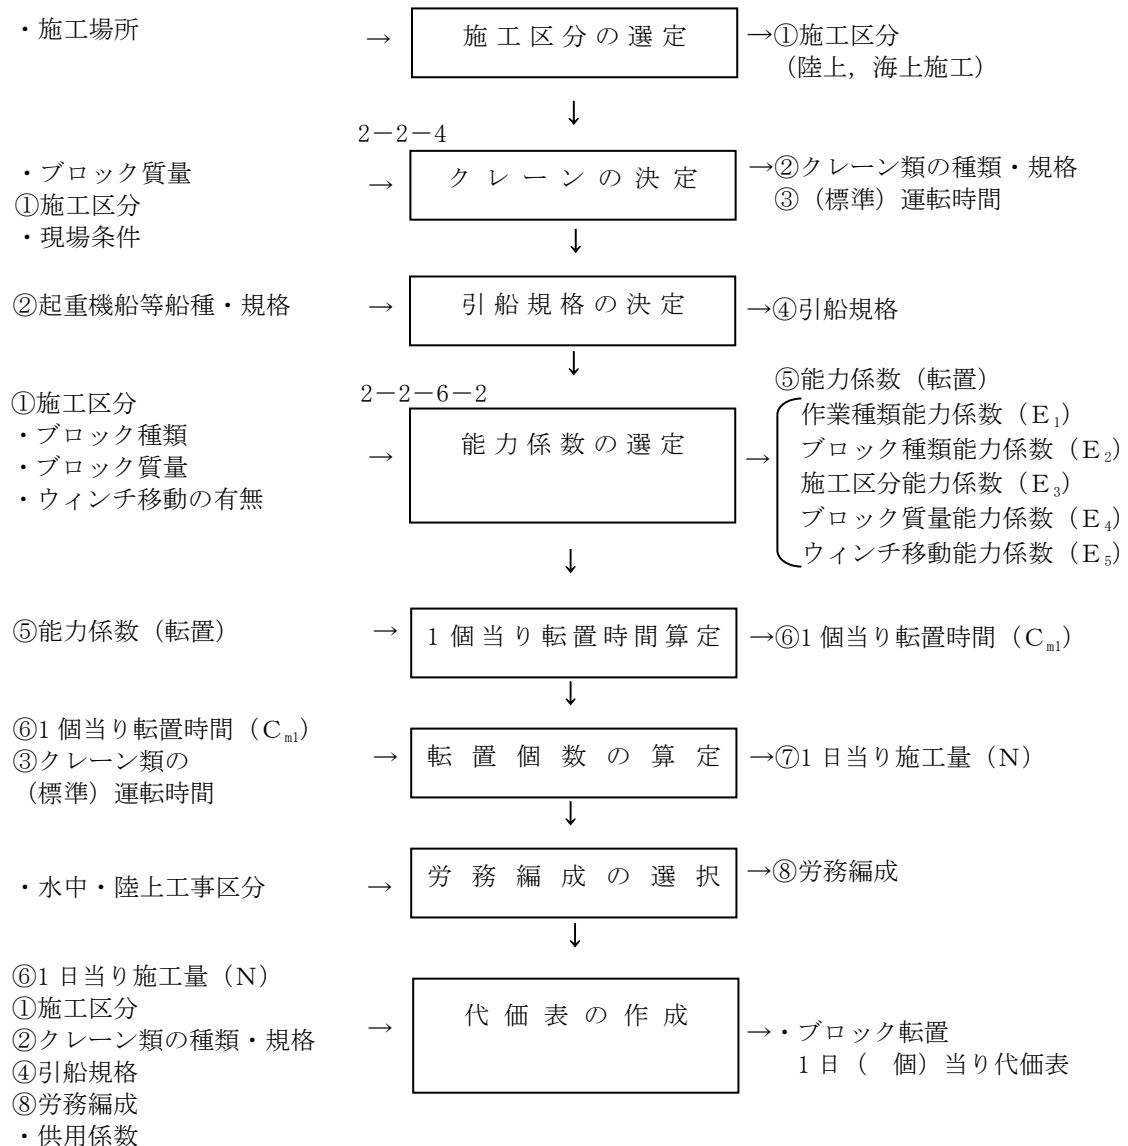 ・施工場所
→
施工区分の選定
→①施工区分
（陸上，海上施工）
↓
2－2－4
・ブロック質量
①施工区分
・現場条件
→
クレーンの決定
→②クレーン類の種類・規格
③（標準）運転時間
↓
②起重機船等船種・規格
→
引船規格の決定
→④引船規格
↓
2－2－6－2
①施工区分
・ブロック種類
・ブロック質量
・ウィンチ移動の有無
→
能力係数の選定
→
⑤能力係数（転置）
作業種類能力係数（Ｅ₁）
ブロック種類能力係数（Ｅ₂）
施工区分能力係数（Ｅ₃）
ブロック質量能力係数（Ｅ₄）
ウィンチ移動能力係数（Ｅ₅）
↓
⑤能力係数（転置）
→
1個当り転置時間算定
→⑥1個当り転置時間（Ｃm1）
↓
⑥1個当り転置時間（Ｃm1）
③クレーン類の
（標準）運転時間
→
転置個数の算定
→⑦1日当り施工量（Ｎ）
↓
・水中・陸上工事区分
→
労務編成の選択
→⑧労務編成
↓
⑥1日当り施工量（Ｎ）
①施工区分
②クレーン類の種類・規格
④引船規格
⑧労務編成
・供用係数
→
代価表の作成
→・ブロック転置
1日（　個）当り代価表